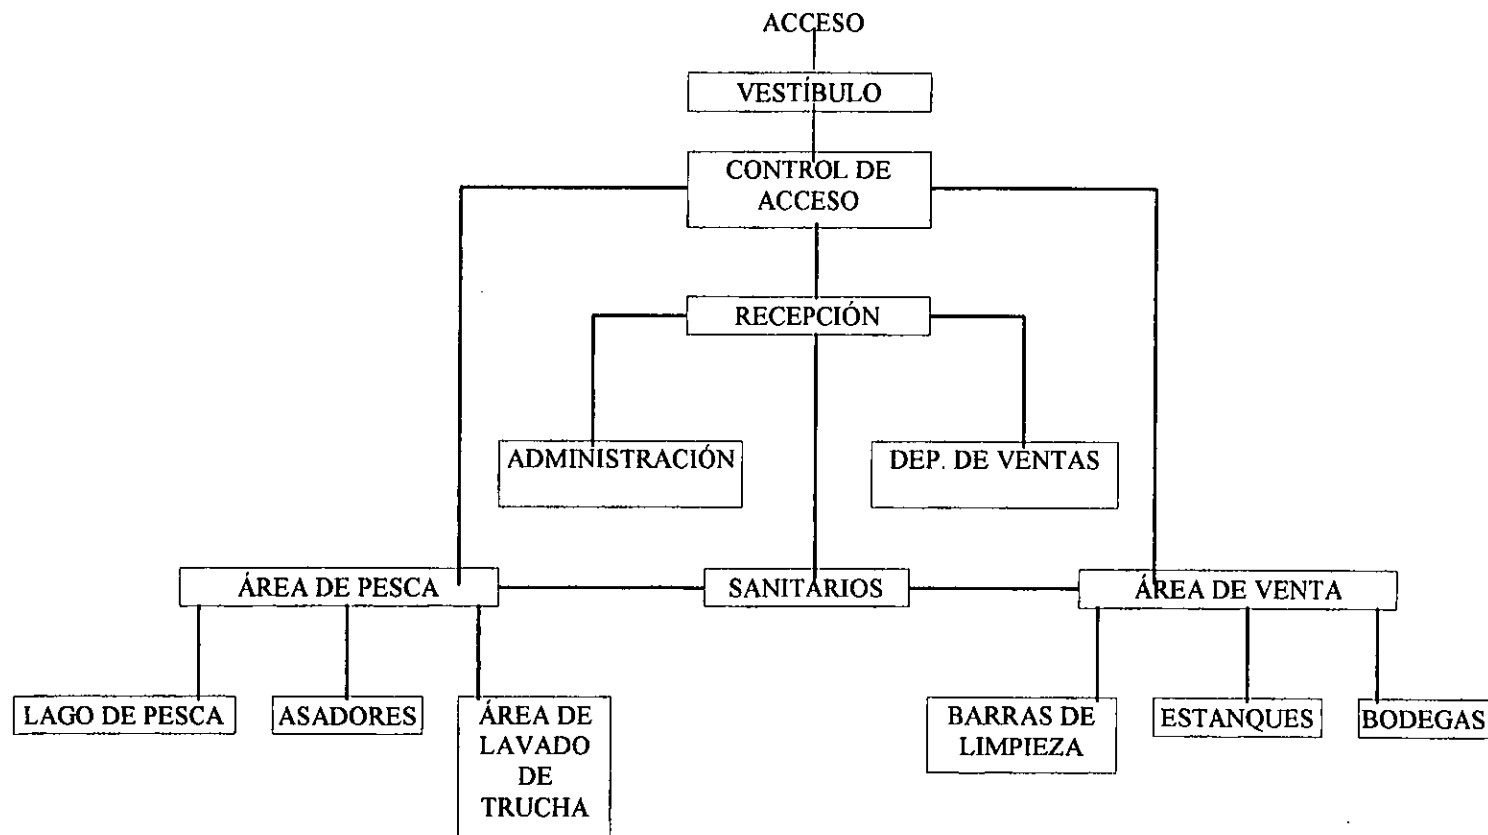 ACCESO
VESTÍBULO
CONTROL DE
ACCESO
RECEPCIÓN
ADMINISTRACIÓN
DEP. DE VENTAS
ÁREA DE PESCA
SANITARIOS
ÁREA DE VENTA
LAGO DE PESCA
ASADORES
ÁREA DE
LAVADO
DE
TRUCHA
BARRAS DE
LIMPIEZA
ESTANQUES
BODEGAS